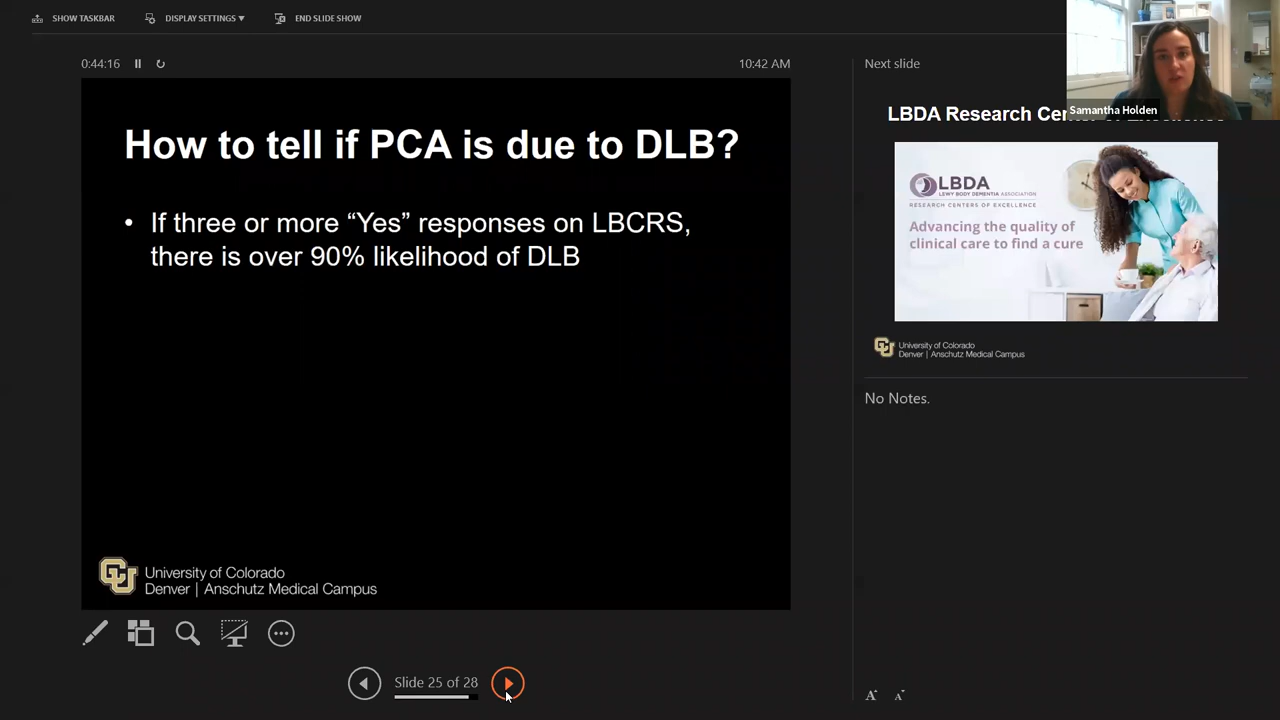 SHOW TASKBAR
DISPLAY SETTINGS ▼
END SLIDE SHOW
0:44:16
10:42 AM
How to tell if PCA is due to DLB?
• If three or more “Yes” responses on LBCRS,
there is over 90% likelihood of DLB
University of Colorado
Denver | Anschutz Medical Campus
Slide 25 of 28
Next slide
Samantha Holden
LBDA Research
LBDA
LEWY BODY DEMENTIA ASSOCIATION
RESEARCH CENTERS OF EXCELLENCE
Advancing the quality of
clinical care to find a cure
University of Colorado
Denver | Anschutz Medical Campus
No Notes.
A
A